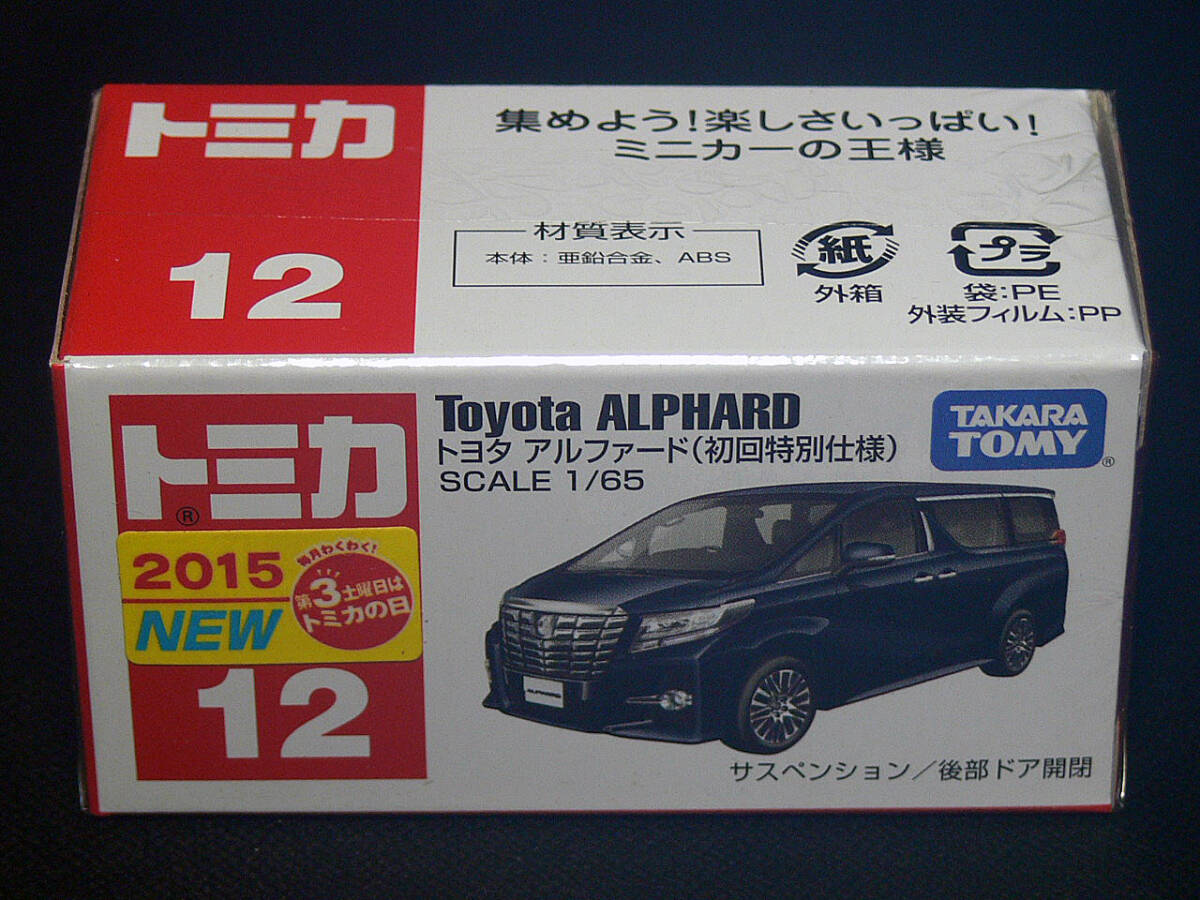 トミカ
12
集めよう!楽しさいっぱい!
ミニカーの王様
材質表示
本体:亜鉛合金、ABS
紙
外箱
プラ
袋:PE
外装フィルム:PP
トミカ
®
2015
NEW
毎月わくわく!
第3土曜日は
トミカの日
12
Toyota ALPHARD
トヨタ アルファード(初回特別仕様)
SCALE 1/65
TAKARA
TOMY
®
ALPHARD
サスペンション/後部ドア開閉